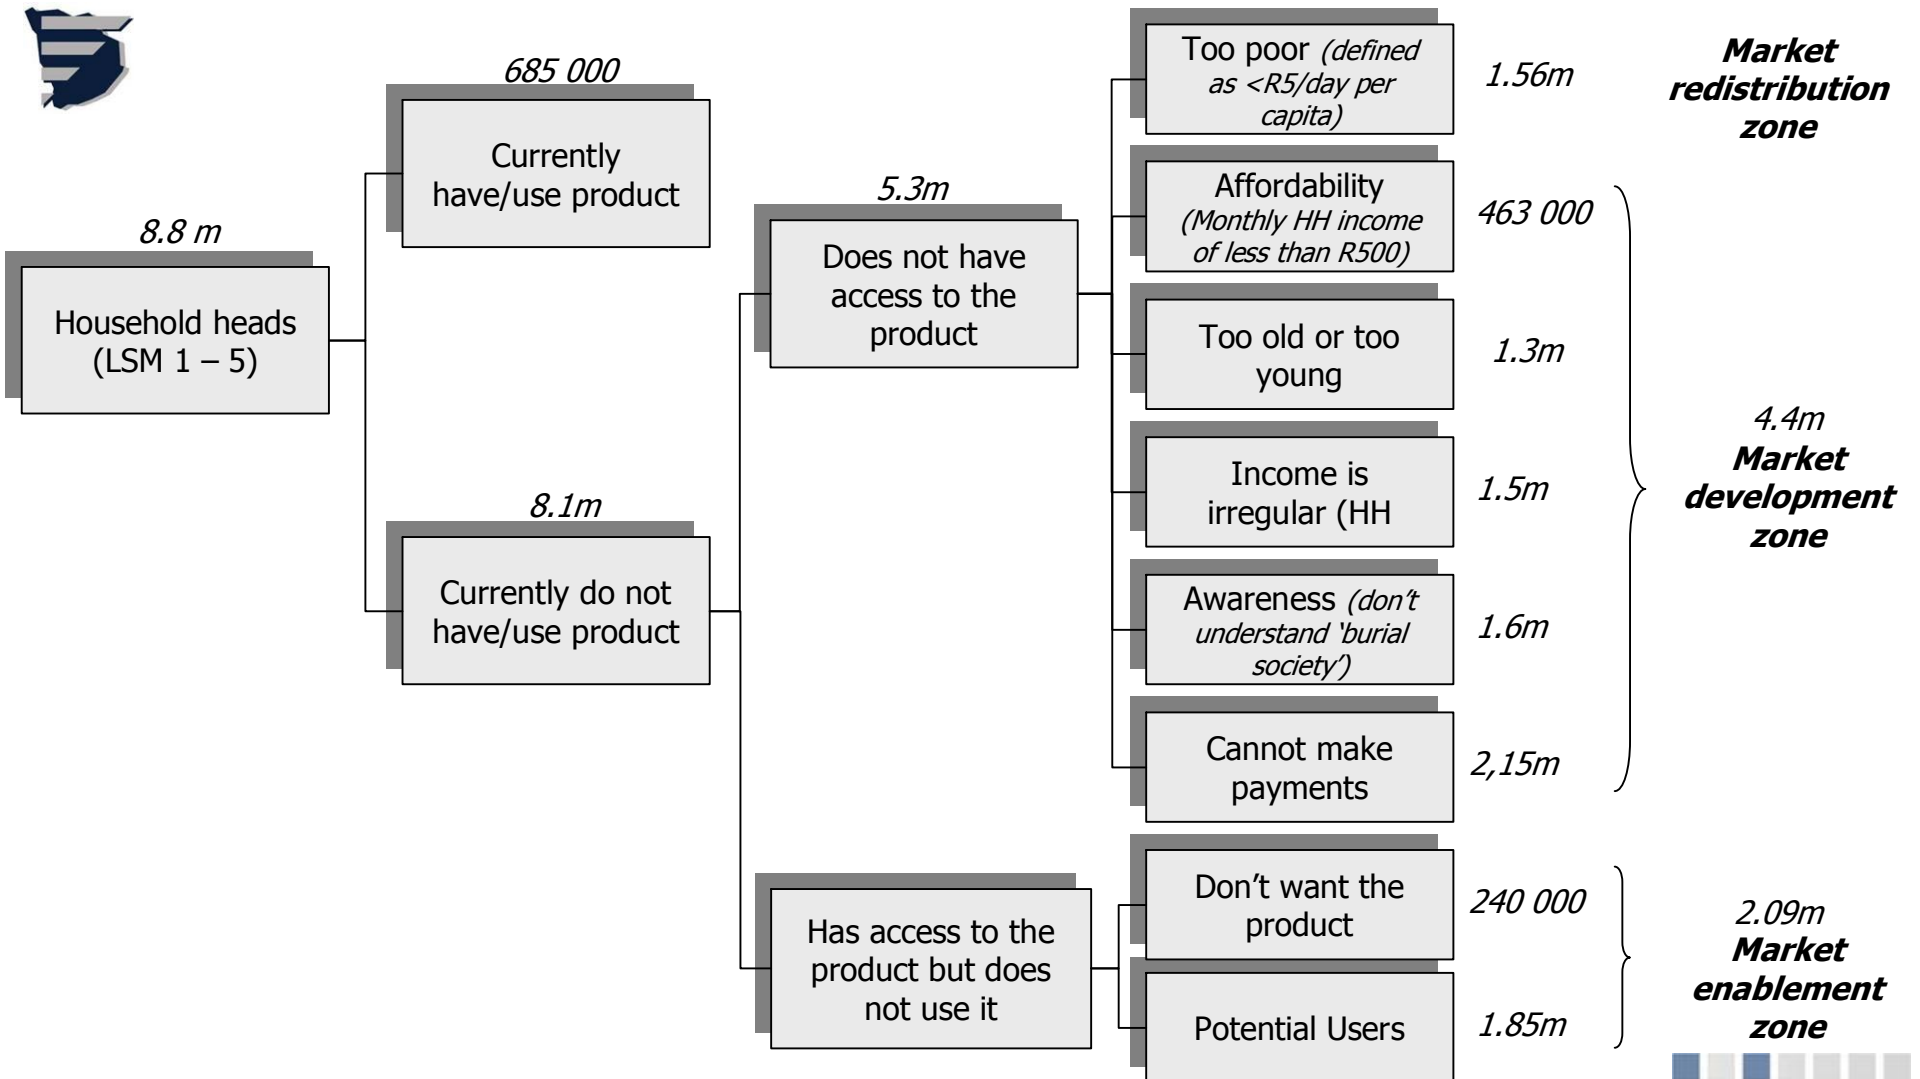 685 000
Currently
have/use product
8.8 m
Household heads
(LSM 1 – 5)
8.1m
Currently do not
have/use product
5.3m
Does not have
access to the
product
Has access to the
product but does
not use it
Too poor (defined
as <R5/day per
capita)
1.56m
Market
redistribution
zone
Affordability
(Monthly HH income
of less than R500)
463 000
Too old or too
young
1.3m
Income is
irregular (HH
1.5m
Awareness (don’t
understand ‘burial
society’)
1.6m
Cannot make
payments
2,15m
4.4m
Market
development
zone
Don’t want the
product
240 000
Potential Users
1.85m
2.09m
Market
enablement
zone